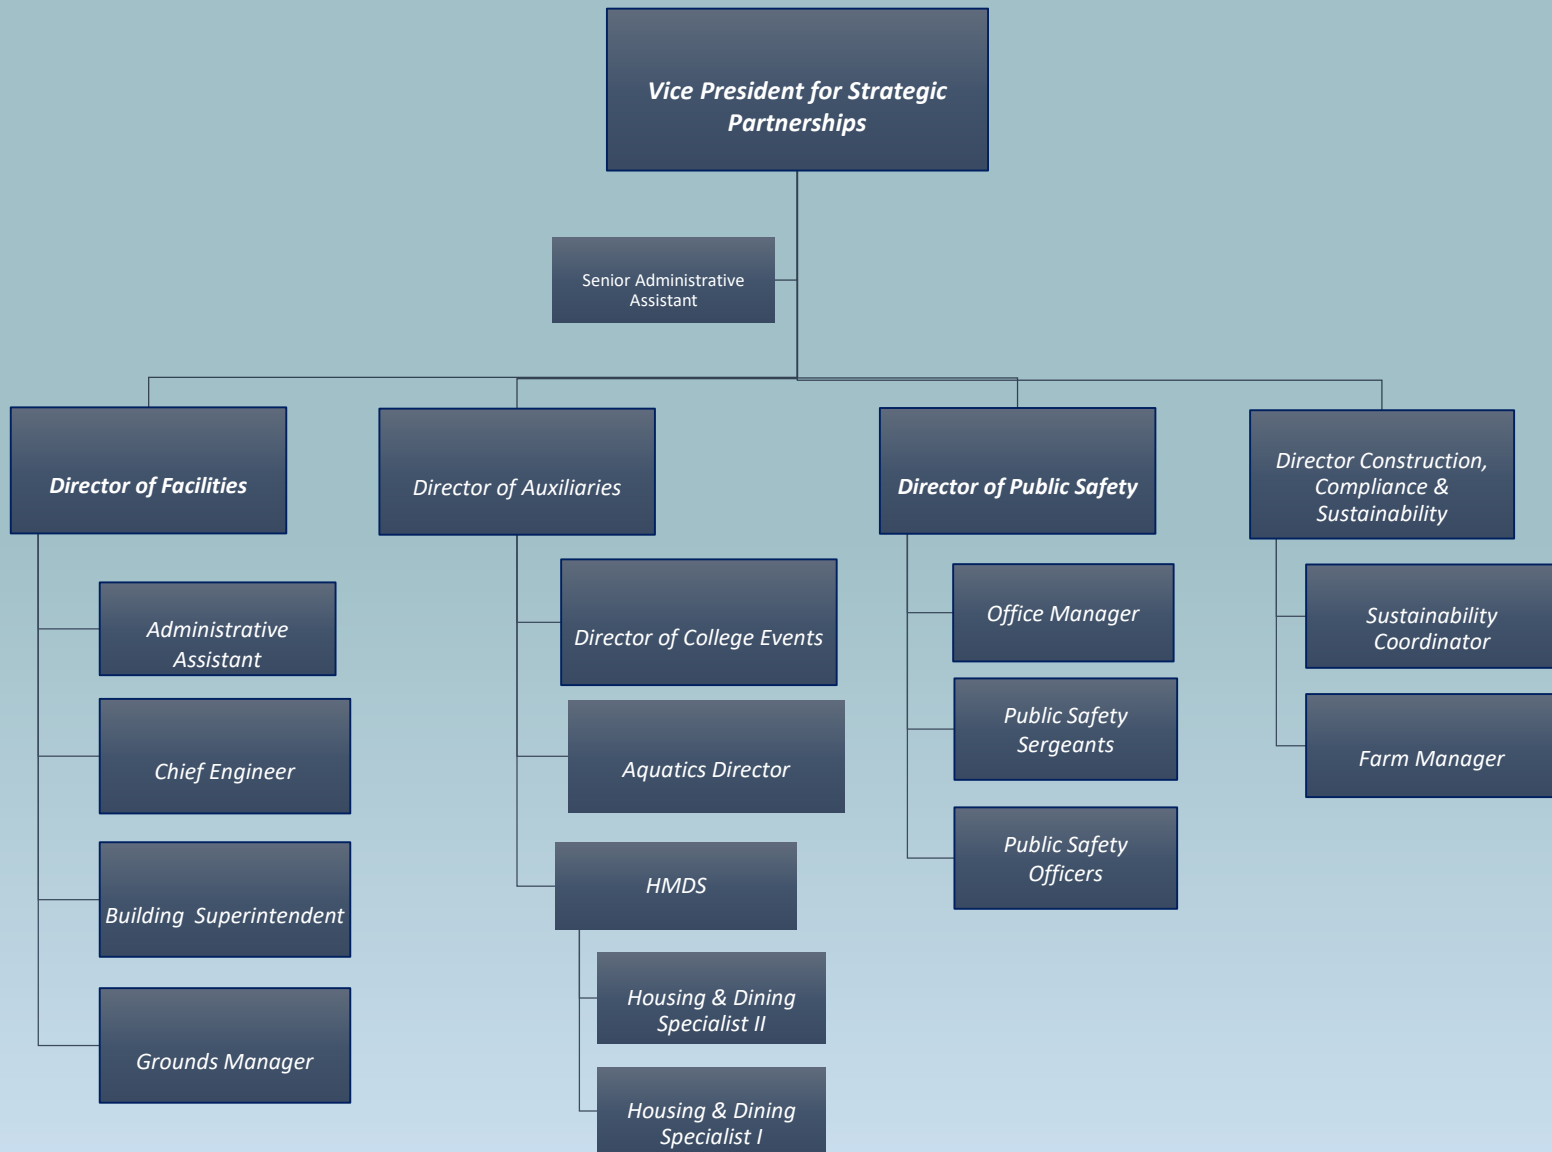 Vice President for Strategic
Partnerships
Senior Administrative
Assistant
Director of Facilities
Administrative
Assistant
Chief Engineer
Building Superintendent
Grounds Manager
Director of Auxiliaries
Director of College Events
Aquatics Director
HMDS
Housing & Dining
Specialist II
Housing & Dining
Specialist I
Director of Public Safety
Office Manager
Public Safety
Sergeants
Public Safety
Officers
Director Construction,
Compliance &
Sustainability
Sustainability
Coordinator
Farm Manager